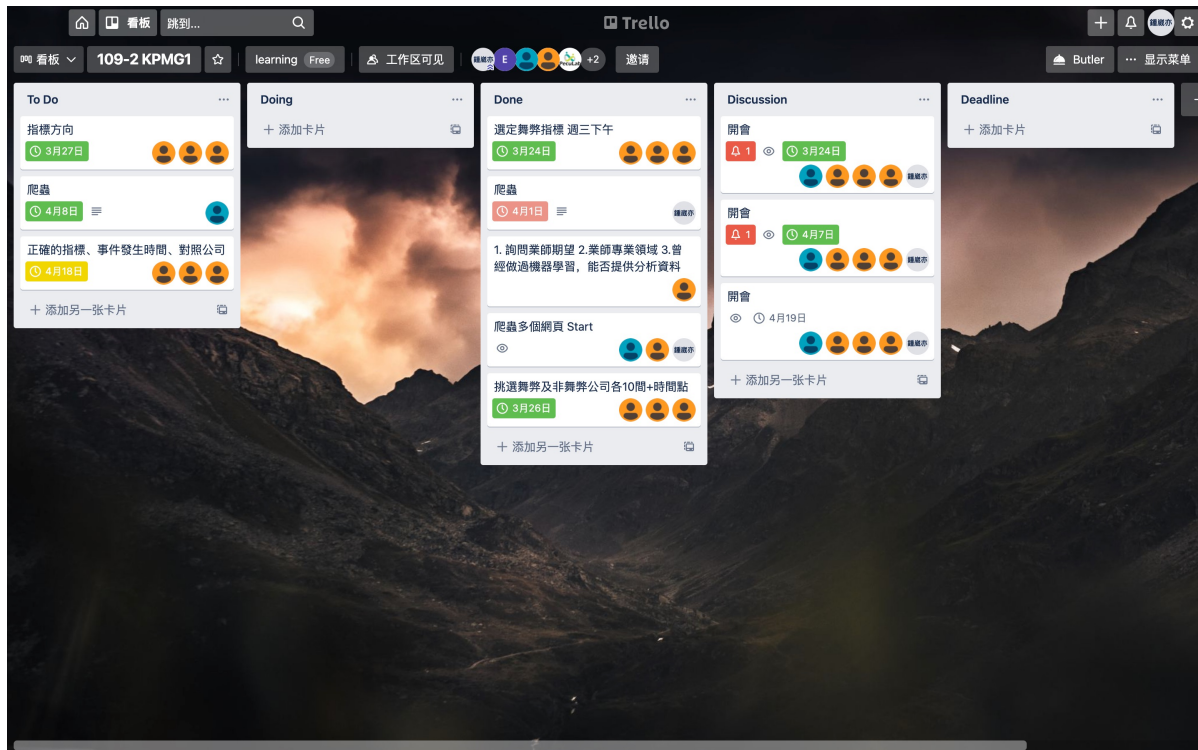 看板
跳到...
Trello
看板
109-2 KPMG1
learning Free
工作区可见
E
+2
邀请
Butler
... 显示菜单
To Do
指標方向
3月27日
爬蟲
4月8日
正確的指標、事件發生時間、對照公司
4月18日
+ 添加另一张卡片
Doing
+ 添加卡片
Done
選定舞弊指標 週三下午
3月24日
爬蟲
4月1日
1. 詢問業師期望 2.業師專業領域 3.曾
經做過機器學習，能否提供分析資料
爬蟲多個網頁 Start
挑選舞弊及非舞弊公司各10間+時間點
3月26日
+ 添加另一张卡片
Discussion
開會
1
3月24日
開會
1
4月7日
開會
4月19日
+ 添加另一张卡片
Deadline
+ 添加卡片